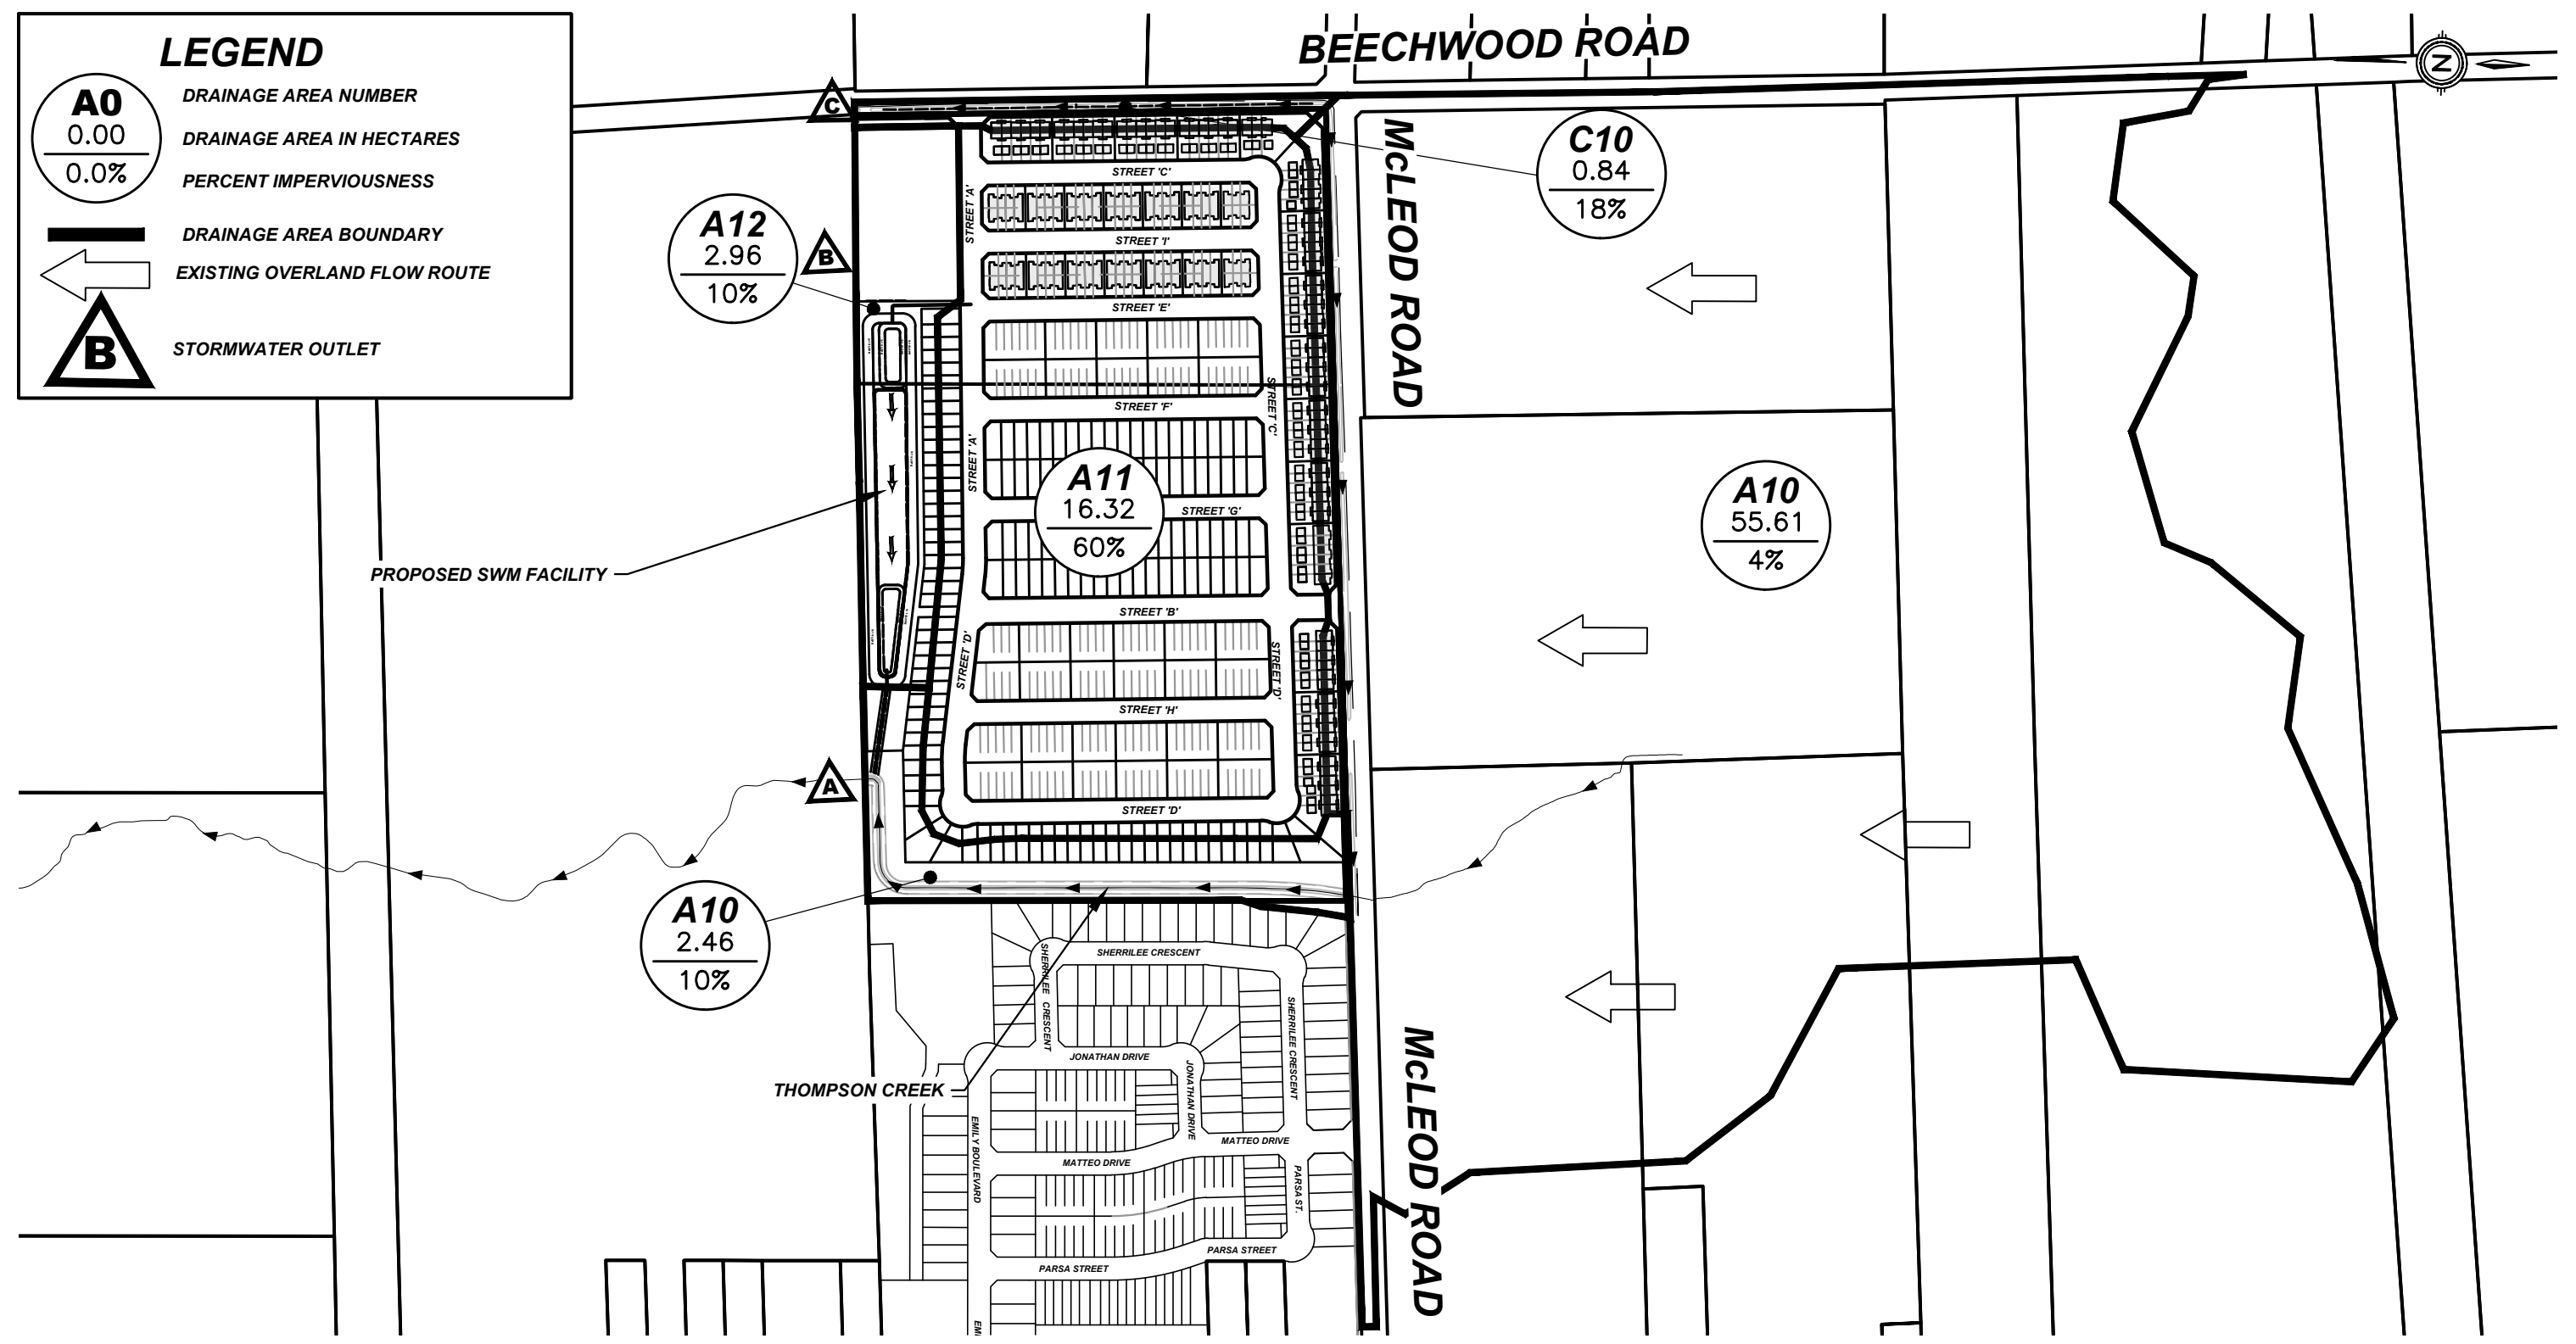 LEGEND
A0
0.00
0.0%
DRAINAGE AREA NUMBER
DRAINAGE AREA IN HECTARES
PERCENT IMPERVIOUSNESS
DRAINAGE AREA BOUNDARY
EXISTING OVERLAND FLOW ROUTE
B
STORMWATER OUTLET
BEECHWOOD ROAD
N
C
C10
0.84
18%
McLEOD ROAD
A12
2.96
10%
B
STREET 'C'
STREET 'A'
STREET 'I'
STREET 'E'
STREET 'F'
STREET 'C'
STREET 'A'
A11
16.32
60%
STREET 'G'
A10
55.61
4%
PROPOSED SWM FACILITY
STREET 'B'
STREET 'D'
STREET 'D'
STREET 'H'
A
STREET 'D'
A10
2.46
10%
SHERRILEE CRESCENT
SHERRILEE CRESCENT
SHERRILEE CRESCENT
JONATHAN DRIVE
JONATHAN DRIVE
THOMPSON CREEK
EMILY BOULEVARD
MATTEO DRIVE
MATTEO DRIVE
PARSA ST.
McLEOD ROAD
PARSA STREET
PARSA STREET
EMI